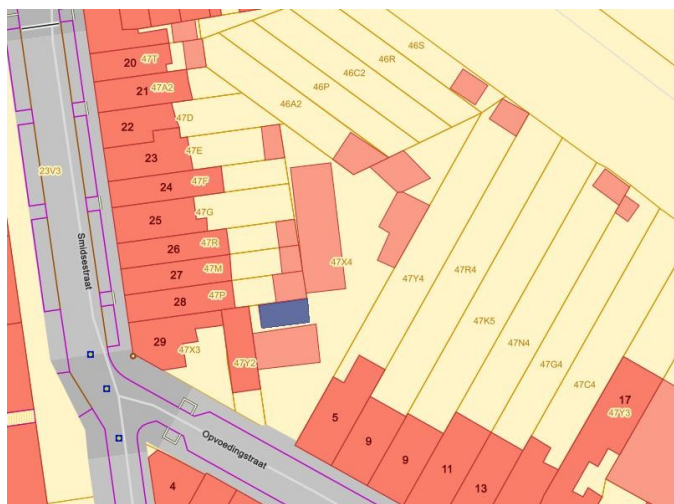 20 47T
21 47A2
22 47D
23 47E
24 47F
25 47G
26 47R
27 47M
28 47P
29 47X3
47Y2
23V3
Smidsestraat
46S
46R
46C2
46P
46A2
47X4
47Y4
47R4
47K5
47N4
47G4
47C4
17
47Y3
5
9
9
11
13
Opvoedingstraat
4